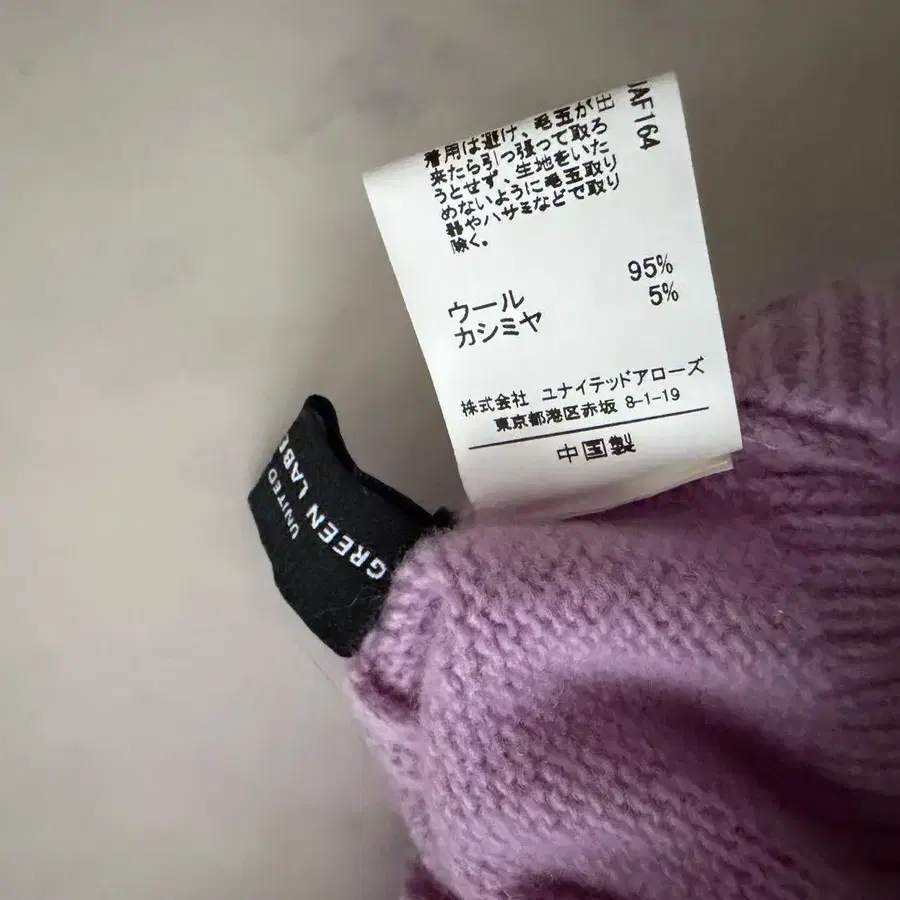 AF164
着用は避け、毛玉が出
来たら引っ張って取ろ
うとせず、生地をいた
めないように毛玉取り
器やハサミなどで取り
除く。
ウール 95%
カシミヤ 5%
株式会社 ユナイテッドアローズ
東京都港区赤坂 8-1-19
中国製
UNITED
GREEN LABE